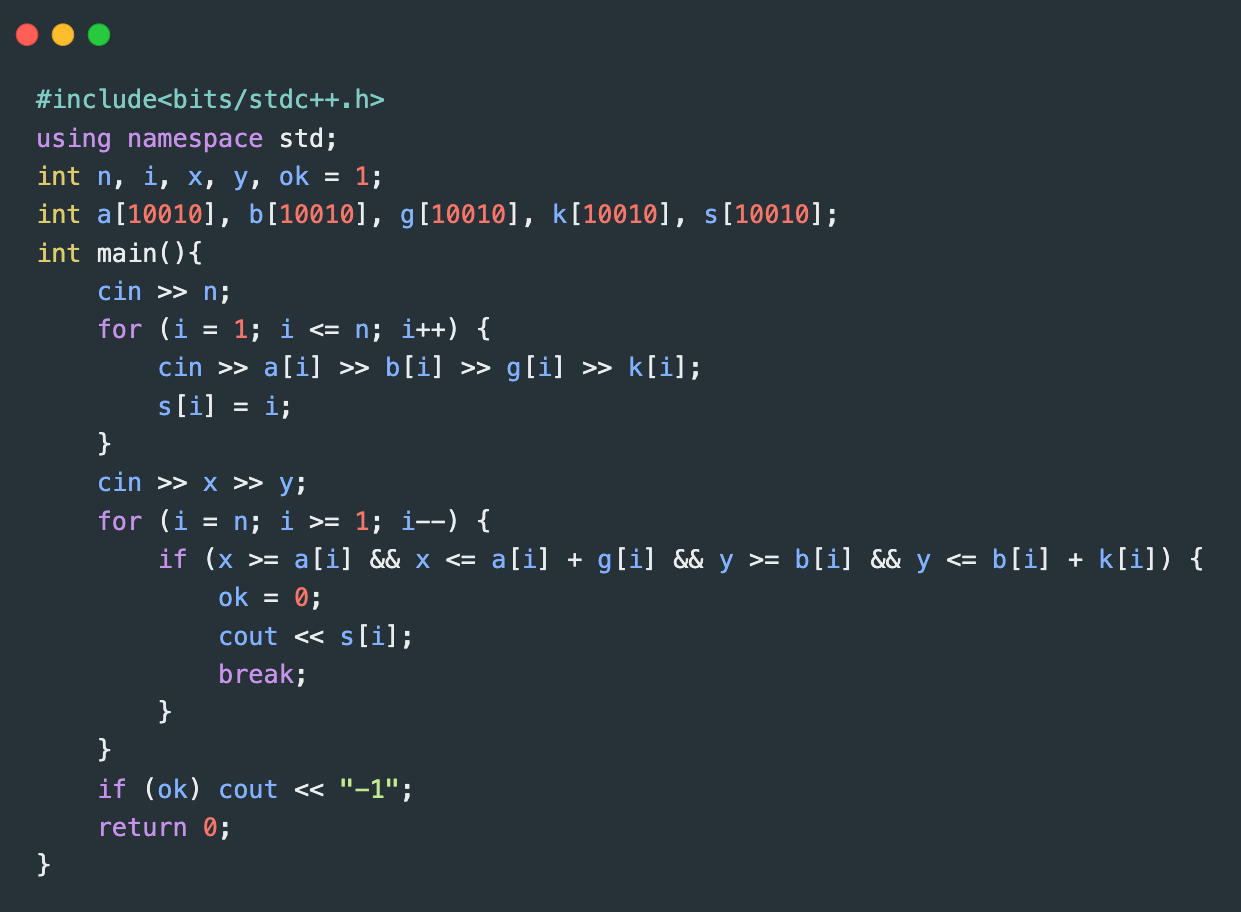 #include<bits/stdc++.h>
using namespace std;
int n, i, x, y, ok = 1;
int a[10010], b[10010], g[10010], k[10010], s[10010];
int main(){
    cin >> n;
    for (i = 1; i <= n; i++) {
        cin >> a[i] >> b[i] >> g[i] >> k[i];
        s[i] = i;
    }
    cin >> x >> y;
    for (i = n; i >= 1; i--) {
        if (x >= a[i] && x <= a[i] + g[i] && y >= b[i] && y <= b[i] + k[i]) {
            ok = 0;
            cout << s[i];
            break;
        }
    }
    if (ok) cout << "-1";
    return 0;
}